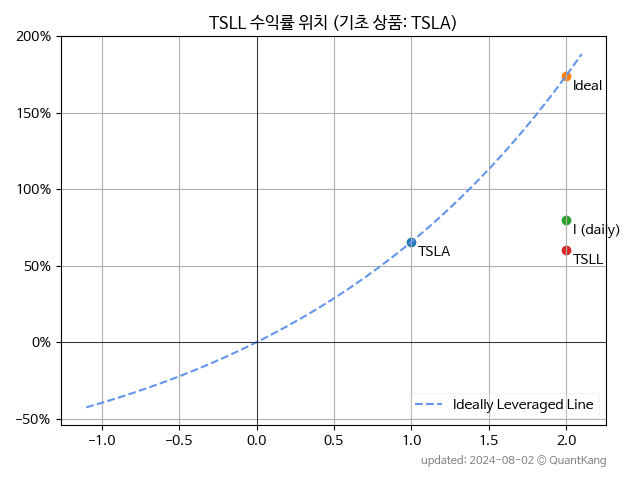 TSLL 수익률 위치 (기초 상품: TSLA)
200%
150%
100%
50%
0%
−50%
Ideal
I (daily)
TSLA
TSLL
Ideally Leveraged Line
−1.0 −0.5 0.0 0.5 1.0 1.5 2.0
updated: 2024-08-02 © QuantKang